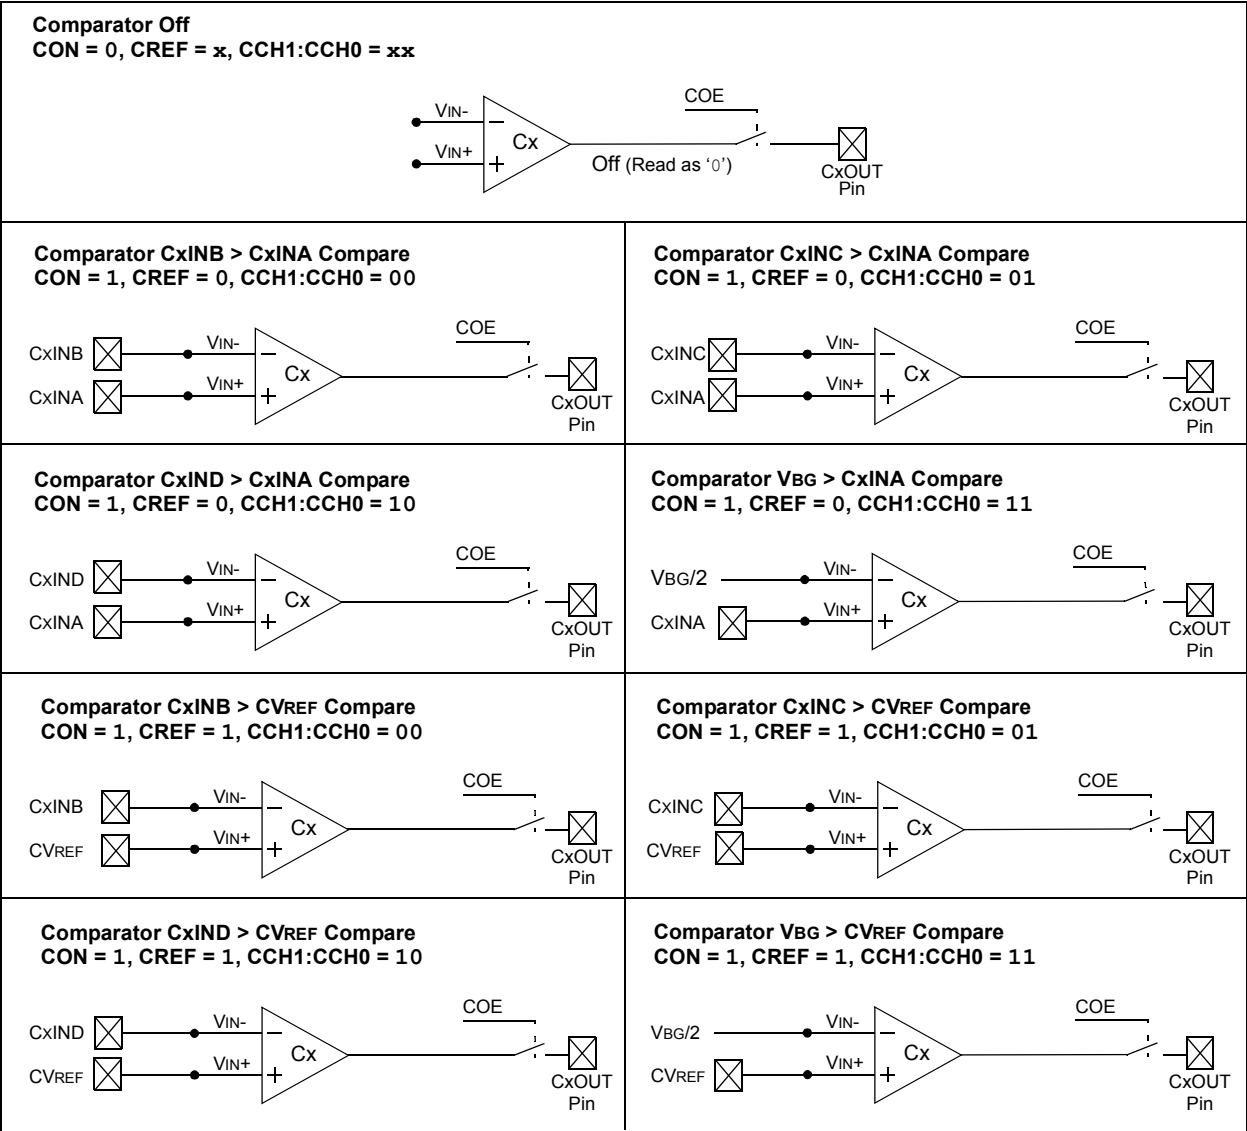 Comparator Off
CON = 0, CREF = x, CCH1:CCH0 = xx
COE
VIN-
VIN+
Cx
Off (Read as ‘0’)
CxOUT
Pin
Comparator CxINB > CxINA Compare
CON = 1, CREF = 0, CCH1:CCH0 = 00
COE
CxINB
VIN-
Cx
CxINA
VIN+
CxOUT
Pin
Comparator CxINC > CxINA Compare
CON = 1, CREF = 0, CCH1:CCH0 = 01
COE
CxINC
VIN-
Cx
CxINA
VIN+
CxOUT
Pin
Comparator CxIND > CxINA Compare
CON = 1, CREF = 0, CCH1:CCH0 = 10
COE
CxIND
VIN-
Cx
CxINA
VIN+
CxOUT
Pin
Comparator VBG > CxINA Compare
CON = 1, CREF = 0, CCH1:CCH0 = 11
COE
VBG/2
VIN-
Cx
CxINA
VIN+
CxOUT
Pin
Comparator CxINB > CVREF Compare
CON = 1, CREF = 1, CCH1:CCH0 = 00
COE
CxINB
VIN-
Cx
CVREF
VIN+
CxOUT
Pin
Comparator CxINC > CVREF Compare
CON = 1, CREF = 1, CCH1:CCH0 = 01
COE
CxINC
VIN-
Cx
CVREF
VIN+
CxOUT
Pin
Comparator CxIND > CVREF Compare
CON = 1, CREF = 1, CCH1:CCH0 = 10
COE
CxIND
VIN-
Cx
CVREF
VIN+
CxOUT
Pin
Comparator VBG > CVREF Compare
CON = 1, CREF = 1, CCH1:CCH0 = 11
COE
VBG/2
VIN-
Cx
CVREF
VIN+
CxOUT
Pin